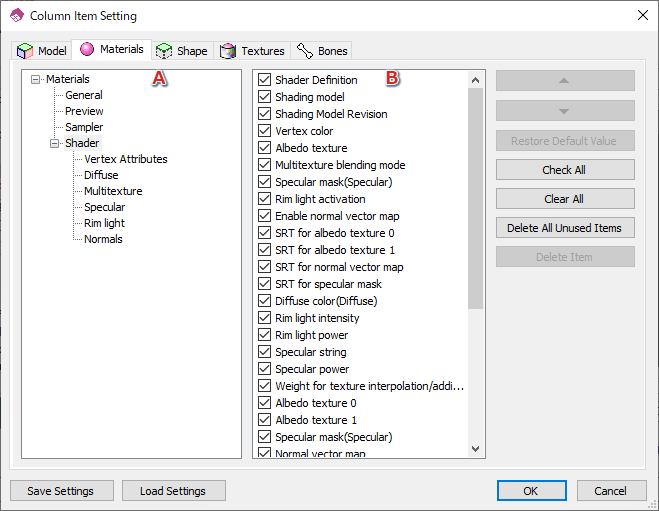 Column Item Setting
Model
Materials
Shape
Textures
Bones
A
Materials
General
Preview
Sampler
Shader
Vertex Attributes
Diffuse
Multitexture
Specular
Rim light
Normals
B
Shader Definition
Shading model
Shading Model Revision
Vertex color
Albedo texture
Multitexture blending mode
Specular mask(Specular)
Rim light activation
Enable normal vector map
SRT for albedo texture 0
SRT for albedo texture 1
SRT for normal vector map
SRT for specular mask
Diffuse color(Diffuse)
Rim light intensity
Rim light power
Specular string
Specular power
Weight for texture interpolation/addi...
Albedo texture 0
Albedo texture 1
Specular mask(Specular)
Normal vector map
Restore Default Value
Check All
Clear All
Delete All Unused Items
Delete Item
Save Settings
Load Settings
OK
Cancel